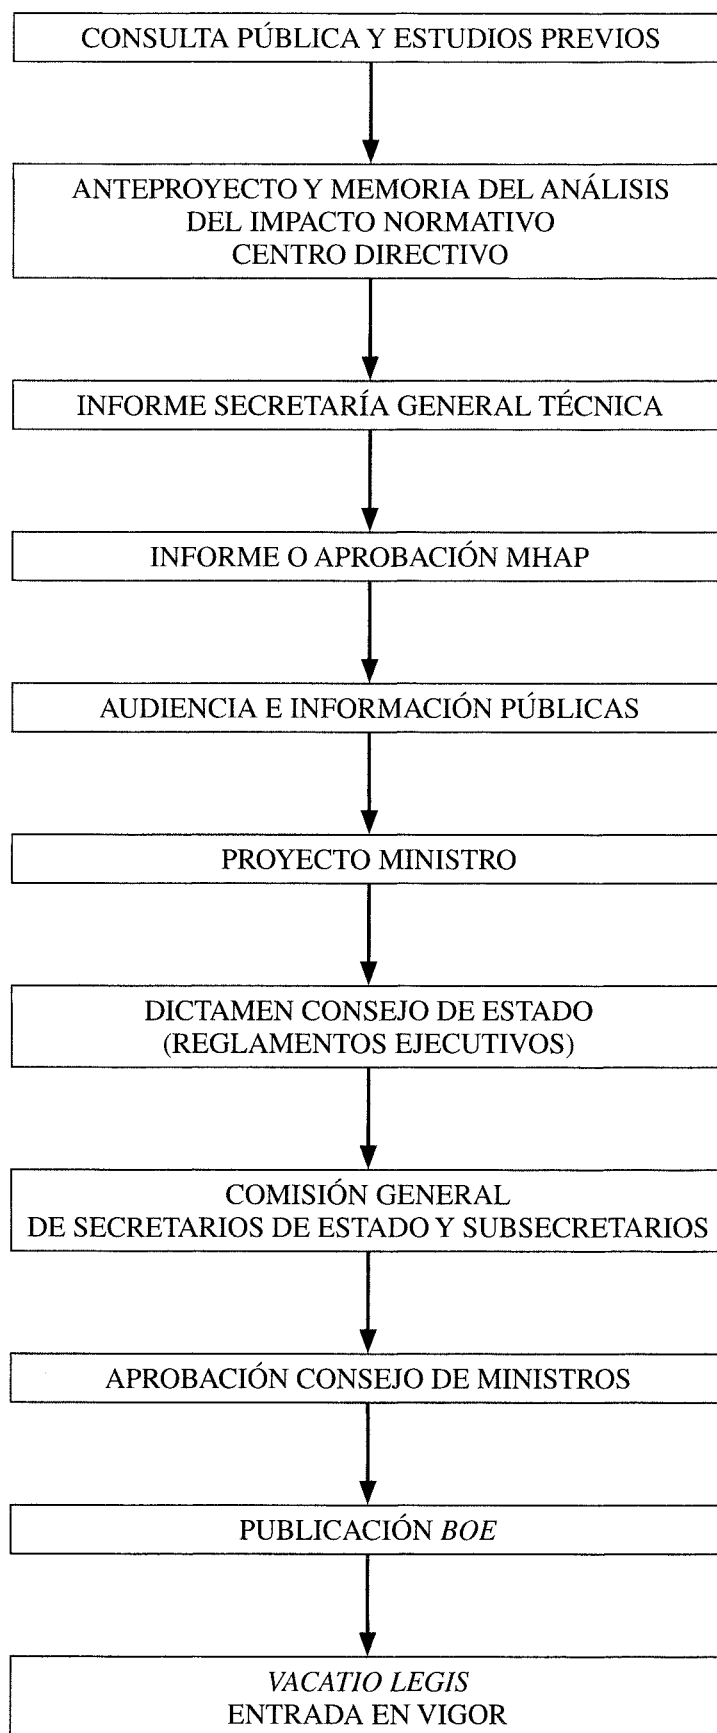 CONSULTA PÚBLICA Y ESTUDIOS PREVIOS
ANTEPROYECTO Y MEMORIA DEL ANÁLISIS
DEL IMPACTO NORMATIVO
CENTRO DIRECTIVO
INFORME SECRETARÍA GENERAL TÉCNICA
INFORME O APROBACIÓN MHAP
AUDIENCIA E INFORMACIÓN PÚBLICAS
PROYECTO MINISTRO
DICTAMEN CONSEJO DE ESTADO
(REGLAMENTOS EJECUTIVOS)
COMISIÓN GENERAL
DE SECRETARIOS DE ESTADO Y SUBSECRETARIOS
APROBACIÓN CONSEJO DE MINISTROS
PUBLICACIÓN BOE
VACATIO LEGIS
ENTRADA EN VIGOR